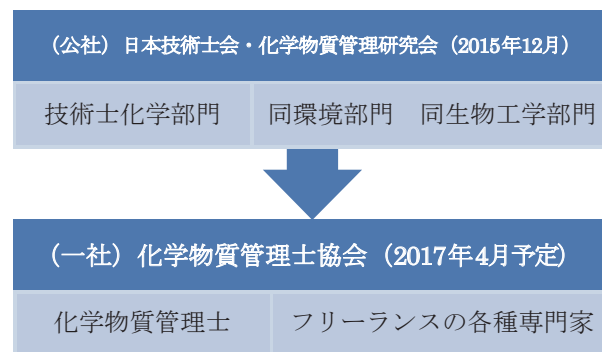 （公社）日本技術士会・化学物質管理研究会（2015年12月）
技術士化学部門　同環境部門　同生物工学部門
（一社）化学物質管理士協会（2017年4月予定）
化学物質管理士　フリーランスの各種専門家